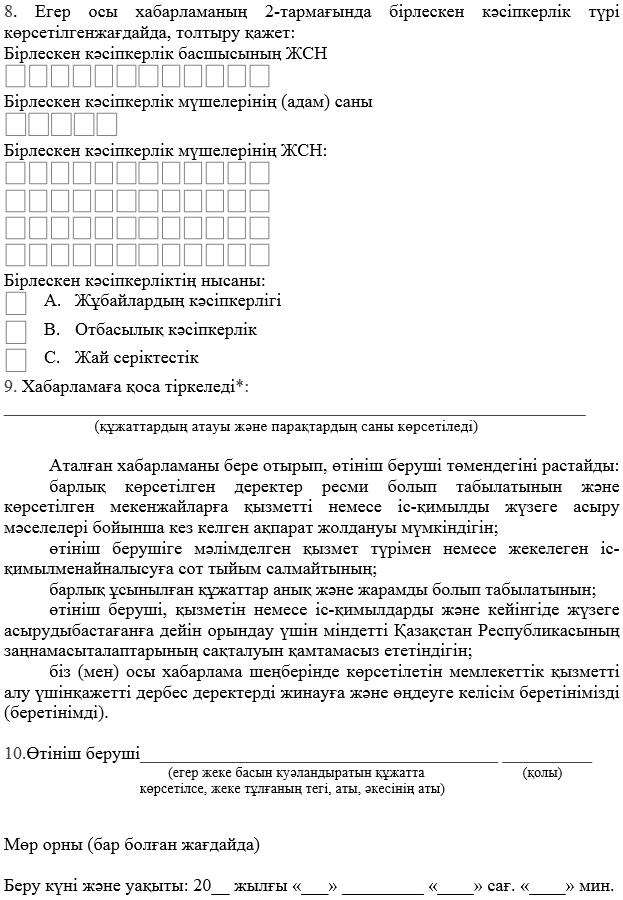 8. Егер осы хабарламаның 2-тармағында бірлескен кәсіпкерлік түрі
көрсетілгенжағдайда, толтыру қажет:
Бірлескен кәсіпкерлік басшысының ЖСН
Бірлескен кәсіпкерлік мүшелерінің (адам) саны
Бірлескен кәсіпкерлік мүшелерінің ЖСН:
Бірлескен кәсіпкерліктің нысаны:
А. Жұбайлардың кәсіпкерлігі
В. Отбасылық кәсіпкерлік
С. Жай серіктестік
9. Хабарламаға қоса тіркеледі*:
(құжаттардың атауы және парақтардың саны көрсетіледі)
Аталған хабарламаны бере отырып, өтініш беруші төмендегіні растайды:
барлық көрсетілген деректер ресми болып табылатынын және
көрсетілген мекенжайларға қызметті немесе іс-қимылды жүзеге асыру
мәселелері бойынша кез келген ақпарат жолдануы мүмкіндігін;
өтініш берушіге мәлімделген қызмет түрімен немесе жекелеген іс-
қимылменайналысуға сот тыйым салмайтының;
барлық ұсынылған құжаттар анық және жарамды болып табылатынын;
өтініш беруші, қызметін немесе іс-қимылдарды және кейінгіде жүзеге
асырудыбастағанға дейін орындау үшін міндетті Қазақстан Республикасының
заңнамасыталаптарының сақталуын қамтамасыз ететіндігін;
біз (мен) осы хабарлама шеңберінде көрсетілетін мемлекеттік қызметті
алу үшінқажетті дербес деректерді жинауға және өңдеуге келісім беретінімізді
(беретінімді).
10.Өтініш беруші________________________________________ __________
(егер жеке басын куәландыратын құжатта (қолы)
көрсетілсе, жеке тұлғаның тегі, аты, әкесінің аты)
Мөр орны (бар болған жағдайда)
Беру күні және уақыты: 20__ жылғы «___» _________ «____» сағ. «____» мин.